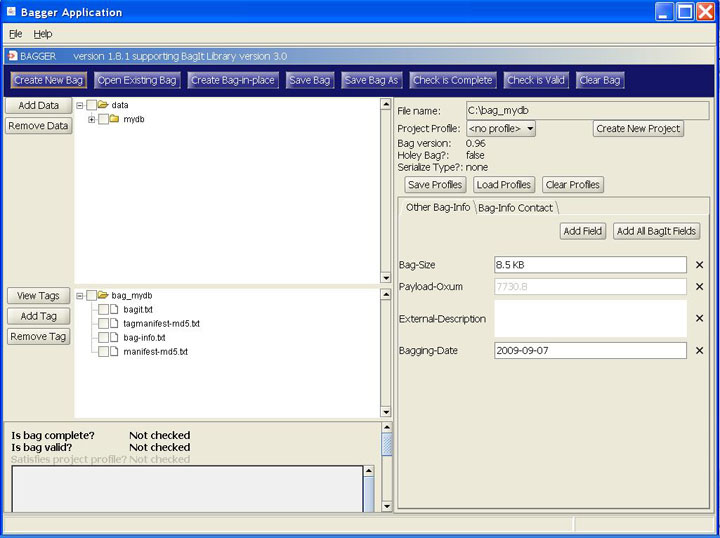 Bagger Application
File Help
BAGGER version 1.8.1 supporting BagIt Library version 3.0
Create New Bag Open Existing Bag Create Bag-in-place Save Bag Save Bag As Check is Complete Check is Valid Clear Bag
Add Data
Remove Data
data
mydb
File name: C:\bag_mydb
Project Profile: <no profile> Create New Project
Bag version: 0.96
Holey Bag?: false
Serialize Type?: none
Save Profiles Load Profiles Clear Profiles
Other Bag-Info Bag-Info Contact
Add Field Add All BagIt Fields
Bag-Size 8.5 KB
Payload-Oxum 7730.8
External-Description
Bagging-Date 2009-09-07
View Tags
Add Tag
Remove Tag
bag_mydb
bagit.txt
tagmanifest-md5.txt
bag-info.txt
manifest-md5.txt
Is bag complete? Not checked
Is bag valid? Not checked
Satisfies project profile? Not checked